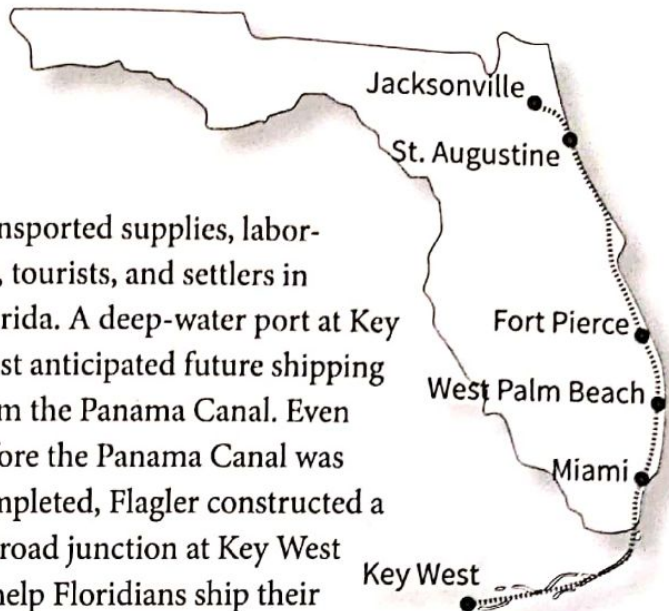 Jacksonville
St. Augustine
nsported supplies, labor-
, tourists, and settlers in
rida. A deep-water port at Key
st anticipated future shipping
m the Panama Canal. Even
ore the Panama Canal was
mpleted, Flagler constructed a
road junction at Key West
help Floridians ship their
Fort Pierce
West Palm Beach
Miami
Key West